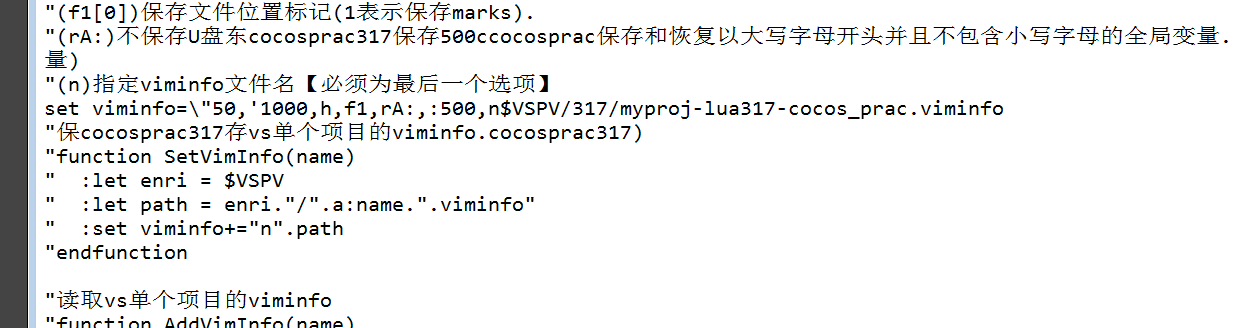 "(f1[0])保存文件位置标记(1表示保存marks).
"(rA:)不保存U盘东cocosprac317保存500ccocosprac保存和恢复以大写字母开头并且不包含小写字母的全局变量.
量)
"(n)指定viminfo文件名【必须为最后一个选项】
set viminfo=\"50,'1000,h,f1,rA:,:500,n$VSPV/317/myproj-lua317-cocos_prac.viminfo
"保cocosprac317存vs单个项目的viminfo.cocosprac317)
"function SetVimInfo(name)
"  :let enri = $VSPV
"  :let path = enri."/".a:name.".viminfo"
"  :set viminfo+="n".path
"endfunction
"读取vs单个项目的viminfo
"function AddVimInfo(name)